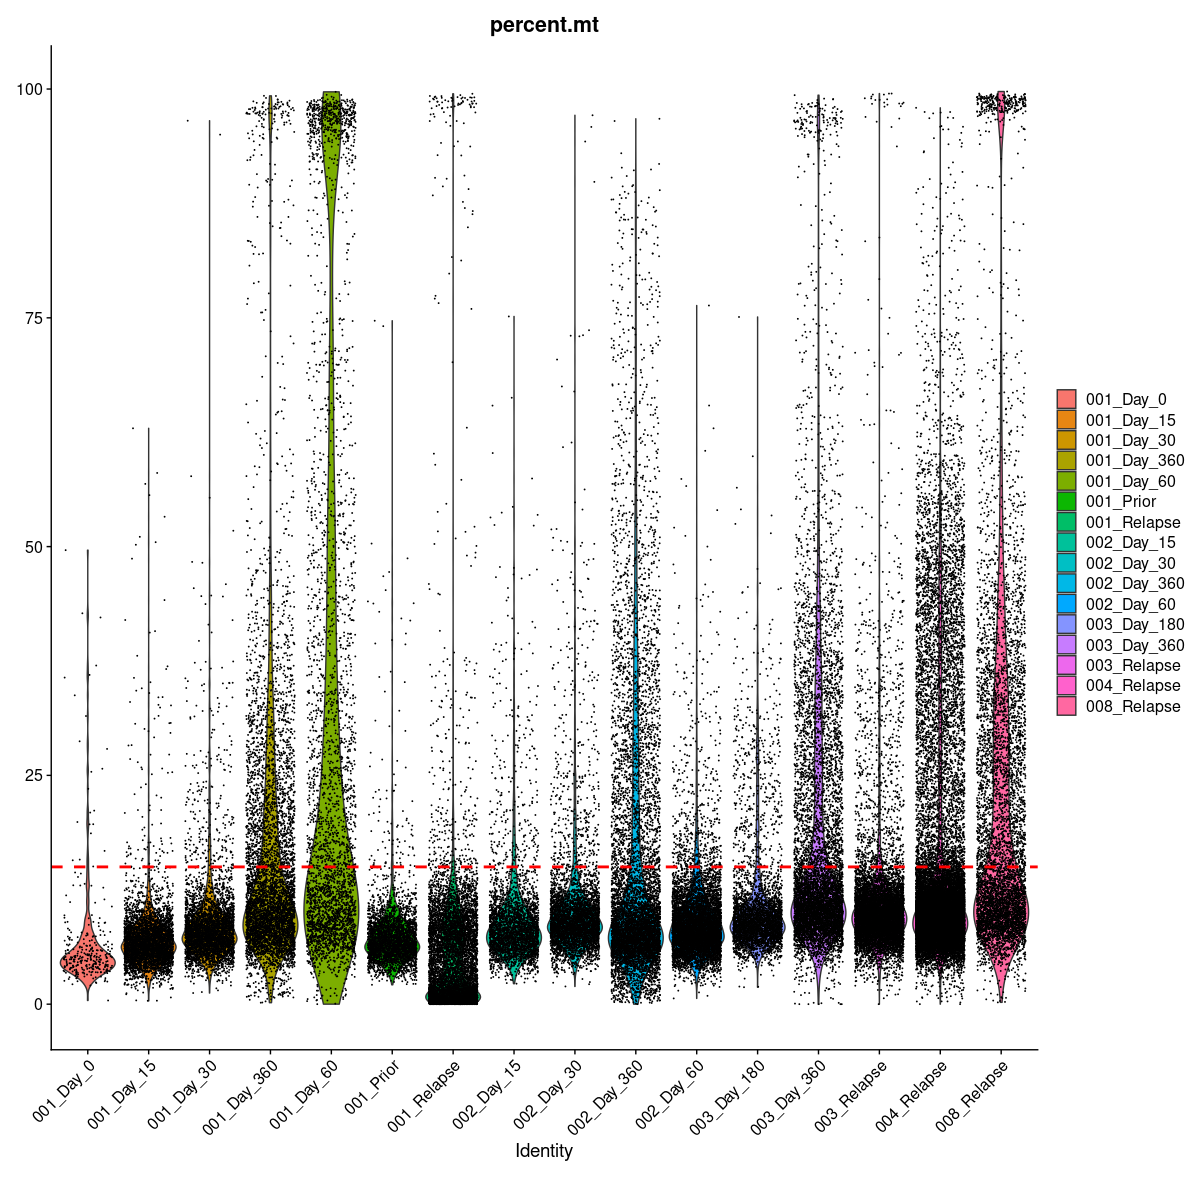 percent.mt
100
75
50
25
0
001_Day_0
001_Day_15
001_Day_30
001_Day_360
001_Day_60
001_Prior
001_Relapse
002_Day_15
002_Day_30
002_Day_360
002_Day_60
003_Day_180
003_Day_360
003_Relapse
004_Relapse
008_Relapse
Identity
001_Day_0
001_Day_15
001_Day_30
001_Day_360
001_Day_60
001_Prior
001_Relapse
002_Day_15
002_Day_30
002_Day_360
002_Day_60
003_Day_180
003_Day_360
003_Relapse
004_Relapse
008_Relapse